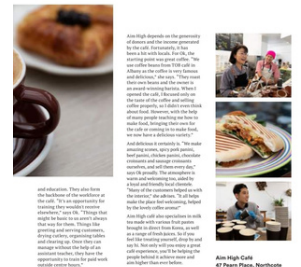 and education. They also form
the backbone of the workforce at
the café. "It's an opportunity for
training they wouldn't receive
elsewhere," says Oh. "Things that
might be basic to us aren't always
that way for them. Things like
greeting and serving customers,
drying cutlery, organising tables
and clearing up. Once they can
manage without the help of an
assistant teacher, they have the
opportunity to train for paid work
outside centre hours."
Aim High depends on the generosity
of donors and the income generated
by the café. Fortunately, it has
been a hit with locals. For Oh, the
starting point was great coffee. "We
use coffee beans from TOB café in
Albany as the coffee is very famous
and delicious," she says. "They roast
their own beans and the owner is
an award-winning barista. When I
opened the café, I focused only on
the taste of the coffee and selling
coffee properly, so I didn't even think
about food. However, with the help
of many people teaching me how to
make food, bringing their own for
the cafe or coming in to make food,
we now have a delicious variety."
And delicious it certainly is. "We make
amazing scones, spicy pork pastie,
beef pastie, chicken pastie, chocolate
croissants and sausage croissants
ourselves, and sell them every day,"
says Oh proudly. The atmosphere is
warm and welcoming too, aided by
a loyal and friendly local clientele.
"Many of the customers helped us with
the interior," she advises. "It all helps
make the place feel welcoming, helped
by the lovely coffee aroma!"
Aim High café also specialises in milk
tea made with various fruit pastes
brought in direct from Korea, as well
as a range of fresh juices. So if you
feel like treating yourself, drop by and
say hi. Not only will you enjoy a great
cafe experience, you'll be helping the
people behind it achieve more and
aim higher than ever before.
Aim High Café
47 Pearn Place, Northcote